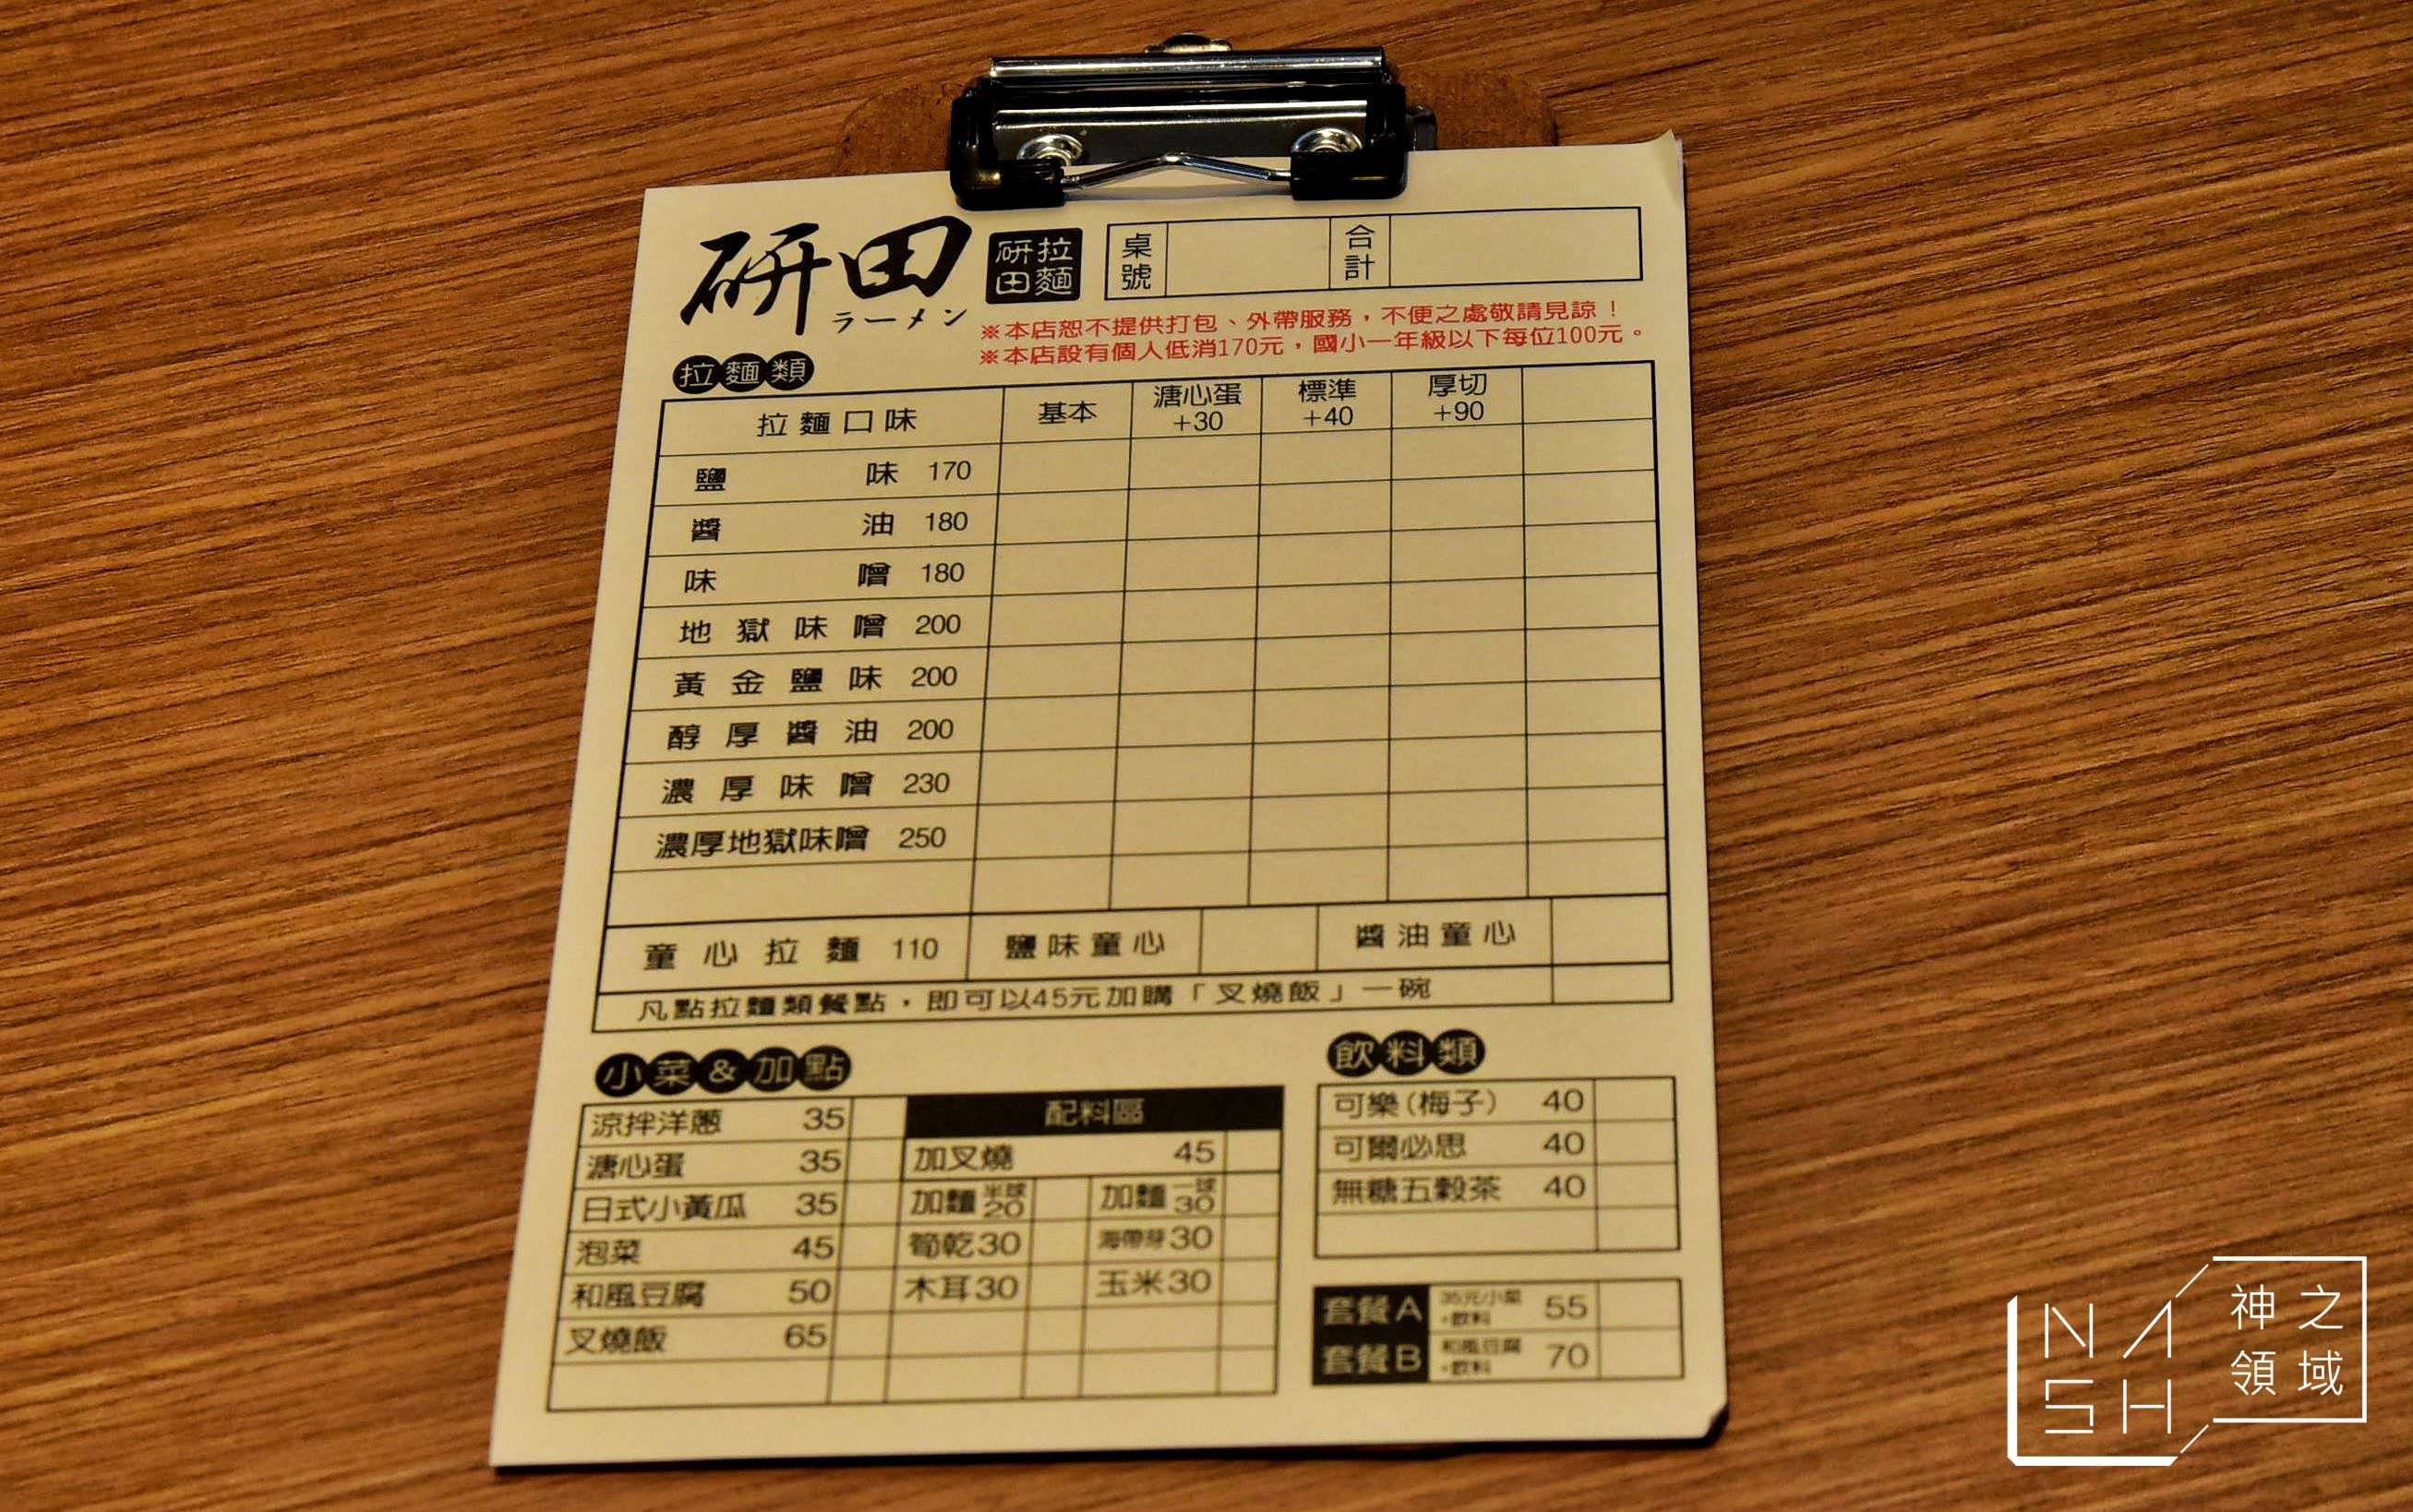 研田
ラーメン
研拉
田麵
桌號
合計
※本店恕不提供打包、外帶服務，不便之處敬請見諒！
※本店設有個人低消170元，國小一年級以下每位100元。
拉麵類
拉麵口味 基本 溏心蛋+30 標準+40 厚切+90
鹽味 170
醬油 180
味噌 180
地獄味噌 200
黃金鹽味 200
醇厚醬油 200
濃厚味噌 230
濃厚地獄味噌 250
童心拉麵 110 鹽味童心 醬油童心
凡點拉麵類餐點，即可以45元加購「叉燒飯」一碗
小菜&加點
涼拌洋蔥 35
溏心蛋 35
日式小黃瓜 35
泡菜 45
和風豆腐 50
叉燒飯 65
配料區
加叉燒 45
加麵半球20 加麵一球30
筍乾30 海帶芽30
木耳30 玉米30
飲料類
可樂(梅子) 40
可爾必思 40
無糖五穀茶 40
套餐A 35元小菜+飲料 55
套餐B 和風豆腐+飲料 70
NASH
神之
領域